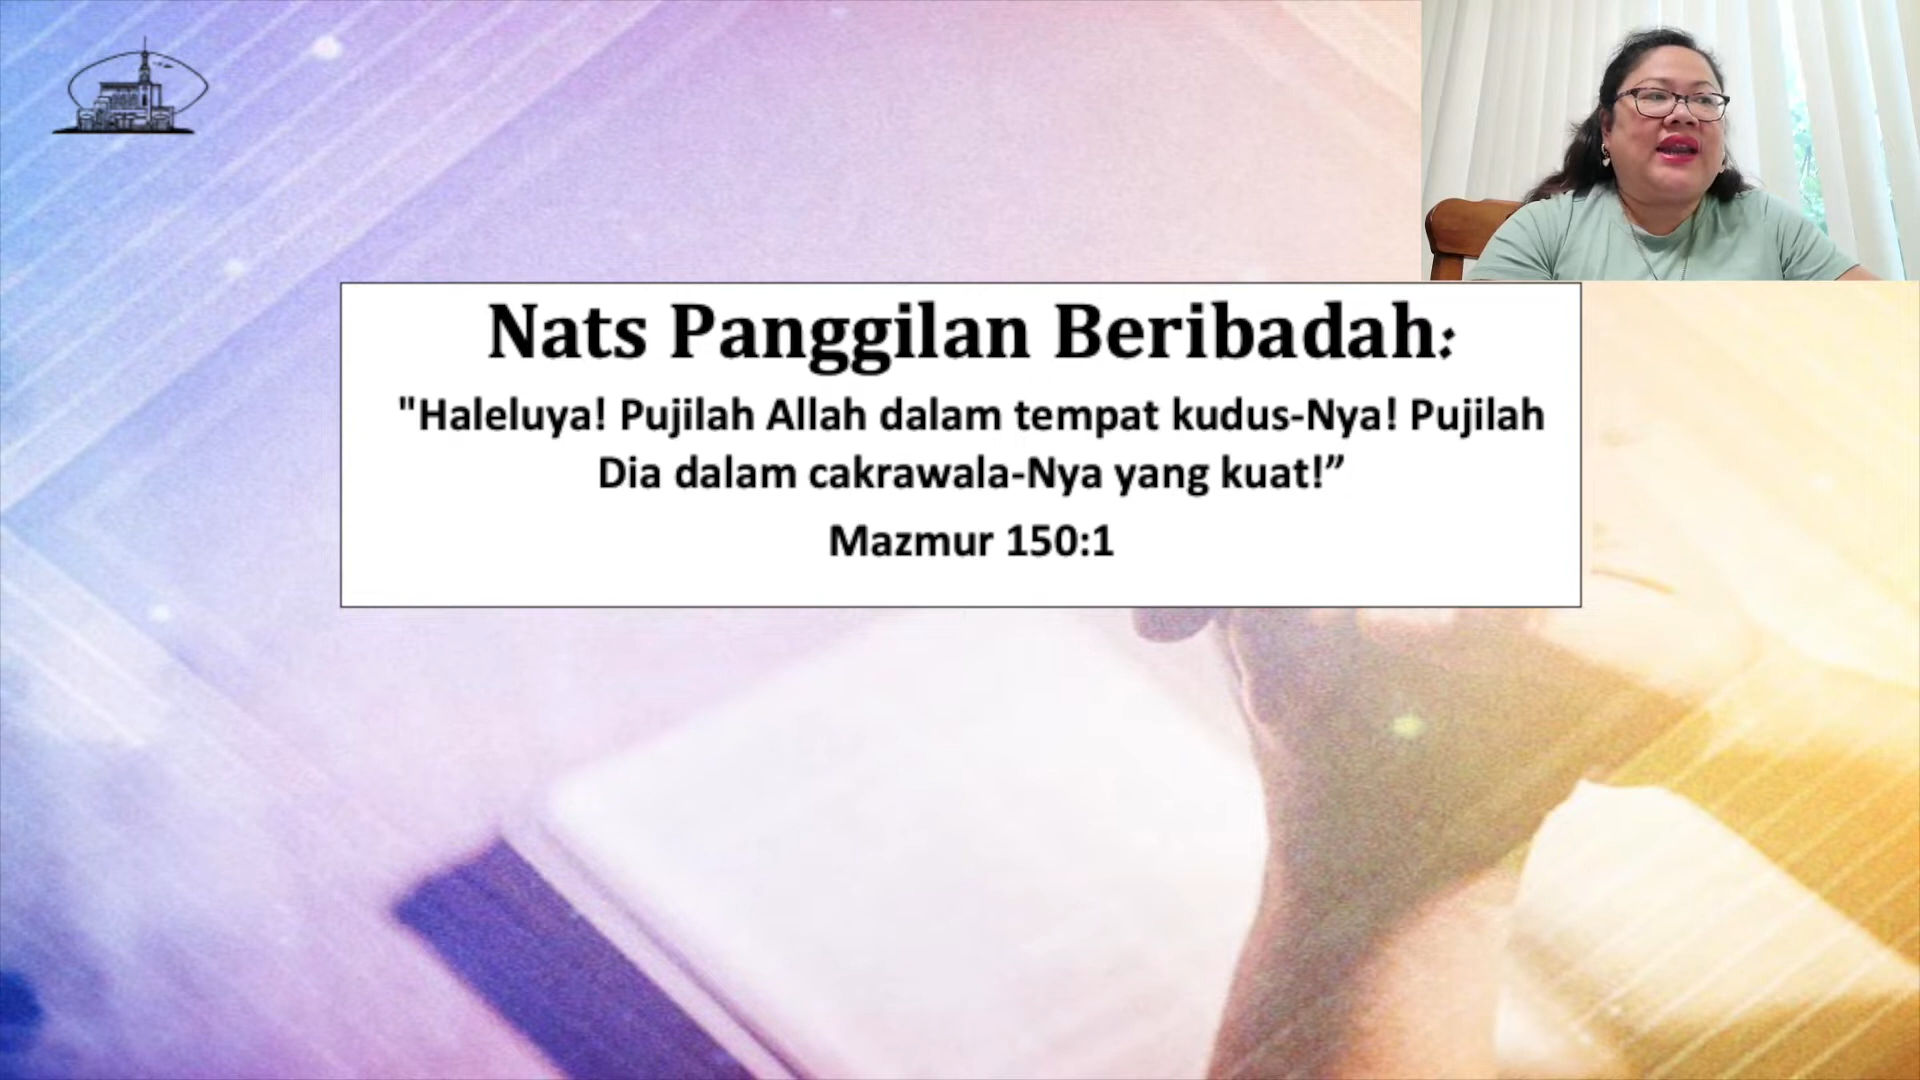 Nats Panggilan Beribadah:
"Haleluya! Pujilah Allah dalam tempat kudus-Nya! Pujilah
Dia dalam cakrawala-Nya yang kuat!”
Mazmur 150:1